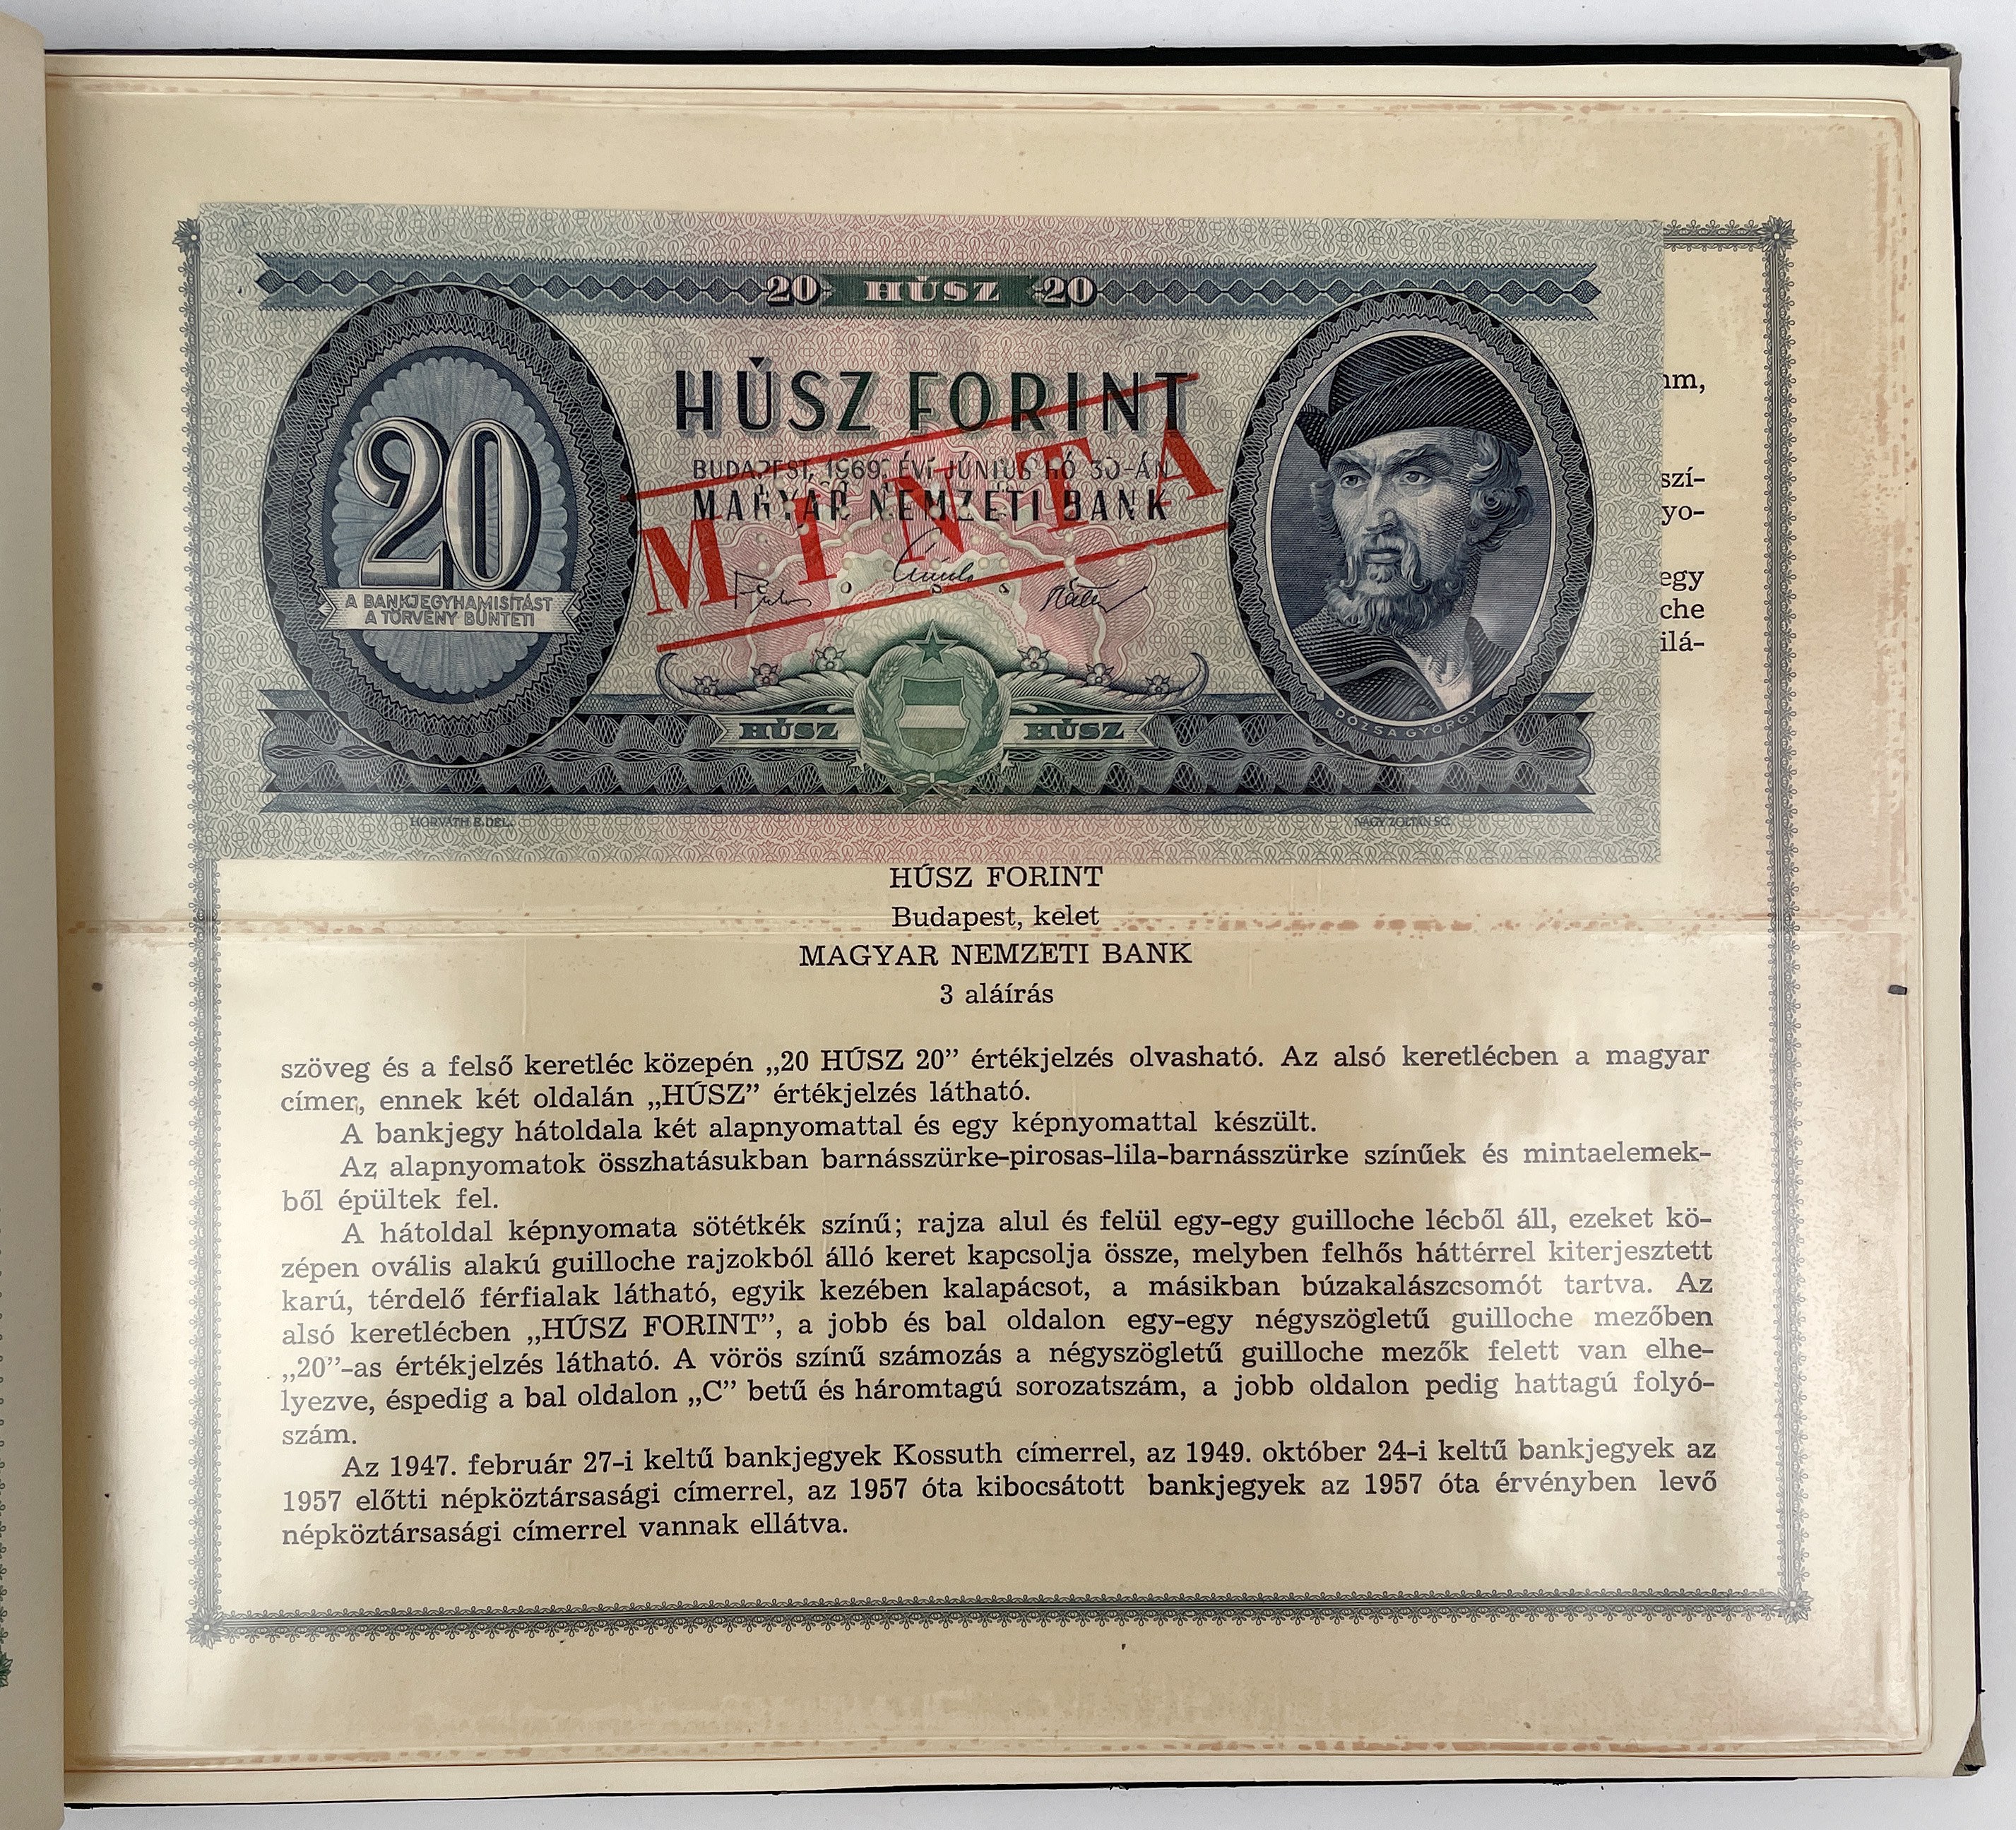 20 HÚSZ 20
HÚSZ FORINT
BUDAPEST, 1969. ÉVI JÚNIUS HÓ 30-ÁN
MAGYAR NEMZETI BANK
MINTA
20
A BANKJEGYHAMISÍTÁST
A TÖRVÉNY BÜNTETI
HÚSZ HÚSZ
DÓZSA GYÖRGY
HORVÁTH E. DEL.
NAGY ZOLTÁN SC.
szí-
yo-
egy
che
ilá-
HÚSZ FORINT
Budapest, kelet
MAGYAR NEMZETI BANK
3 aláírás
szöveg és a felső keretléc közepén „20 HÚSZ 20” értékjelzés olvasható. Az alsó keretlécben a magyar
címer, ennek két oldalán „HÚSZ” értékjelzés látható.
A bankjegy hátoldala két alapnyomattal és egy képnyomattal készült.
Az alapnyomatok összhatásukban barnásszürke-pirosas-lila-barnásszürke színűek és mintaelemek-
ből épültek fel.
A hátoldal képnyomata sötétkék színű; rajza alul és felül egy-egy guilloche lécből áll, ezeket kö-
zépen ovális alakú guilloche rajzokból álló keret kapcsolja össze, melyben felhős háttérrel kiterjesztett
karú, térdelő férfialak látható, egyik kezében kalapácsot, a másikban búzakalászcsomót tartva. Az
alsó keretlécben „HÚSZ FORINT”, a jobb és bal oldalon egy-egy négyszögletű guilloche mezőben
„20”-as értékjelzés látható. A vörös színű számozás a négyszögletű guilloche mezők felett van elhe-
lyezve, éspedig a bal oldalon „C” betű és háromtagú sorozatszám, a jobb oldalon pedig hattagú folyó-
szám.
Az 1947. február 27-i keltű bankjegyek Kossuth címerrel, az 1949. október 24-i keltű bankjegyek az
1957 előtti népköztársasági címerrel, az 1957 óta kibocsátott bankjegyek az 1957 óta érvényben levő
népköztársasági címerrel vannak ellátva.